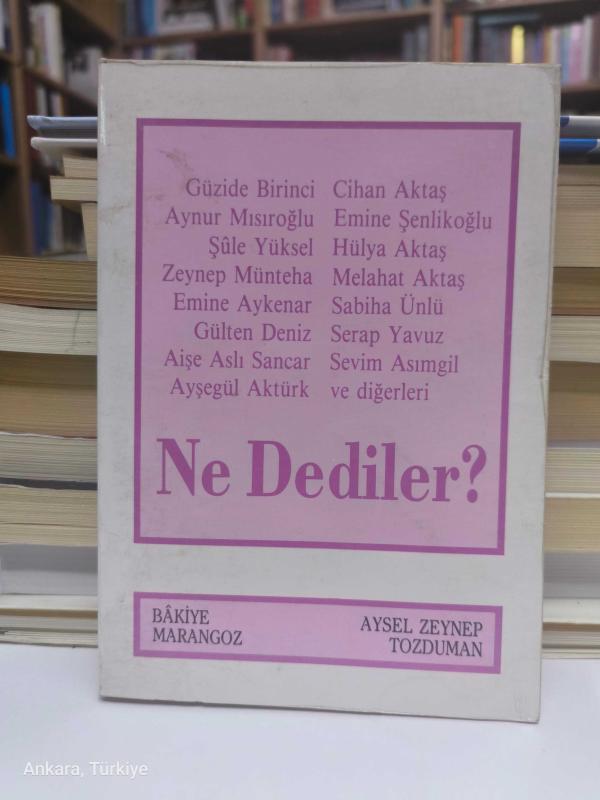 Güzide Birinci Cihan Aktaş
Aynur Mısıroğlu Emine Şenlikoğlu
Şûle Yüksel Hülya Aktaş
Zeynep Münteha Melahat Aktaş
Emine Aykenar Sabiha Ünlü
Gülten Deniz Serap Yavuz
Aişe Aslı Sancar Sevim Asımgil
Ayşegül Aktürk ve diğerleri
Ne Dediler?
BÂKİYE
MARANGOZ
AYSEL ZEYNEP
TOZDUMAN
Ankara, Türkiye